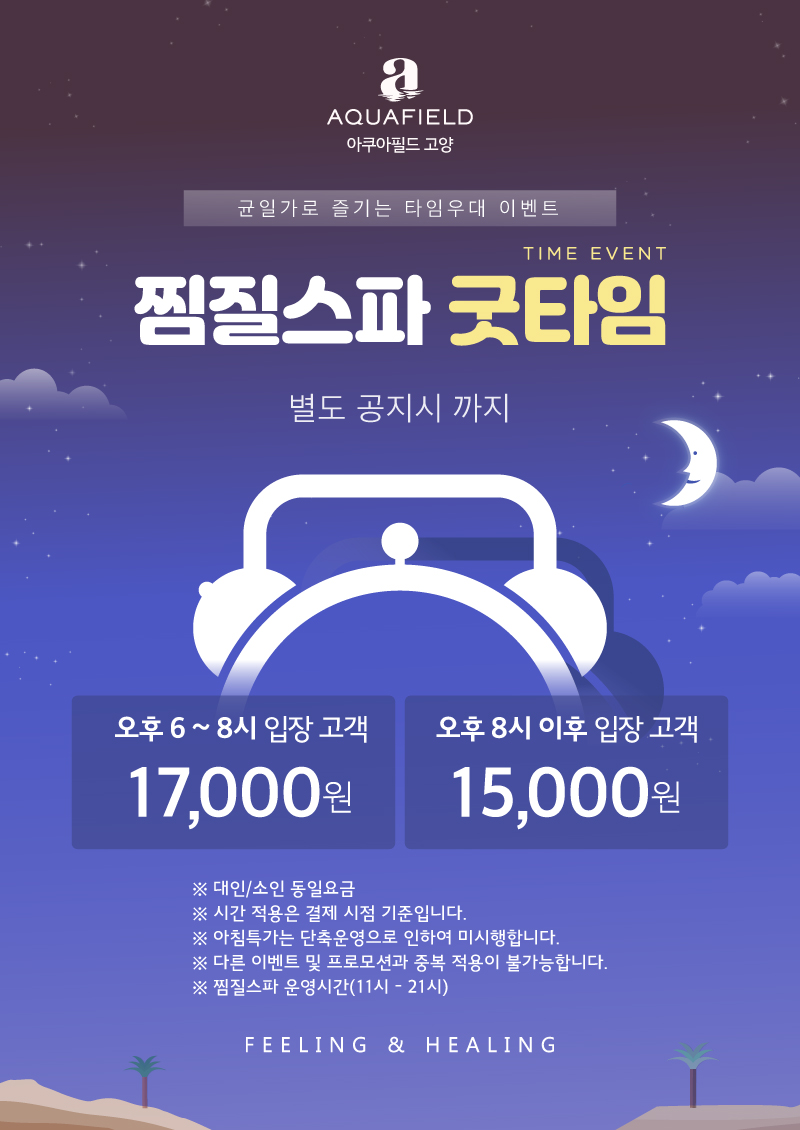 a
AQUAFIELD
아쿠아필드 고양
균일가로 즐기는 타임우대 이벤트
TIME EVENT
찜질스파 굿타임
별도 공지시 까지
오후 6 ~ 8시 입장 고객
17,000원
오후 8시 이후 입장 고객
15,000원
※ 대인/소인 동일요금
※ 시간 적용은 결제 시점 기준입니다.
※ 아침특가는 단축운영으로 인하여 미시행합니다.
※ 다른 이벤트 및 프로모션과 중복 적용이 불가능합니다.
※ 찜질스파 운영시간(11시 - 21시)
FEELING & HEALING